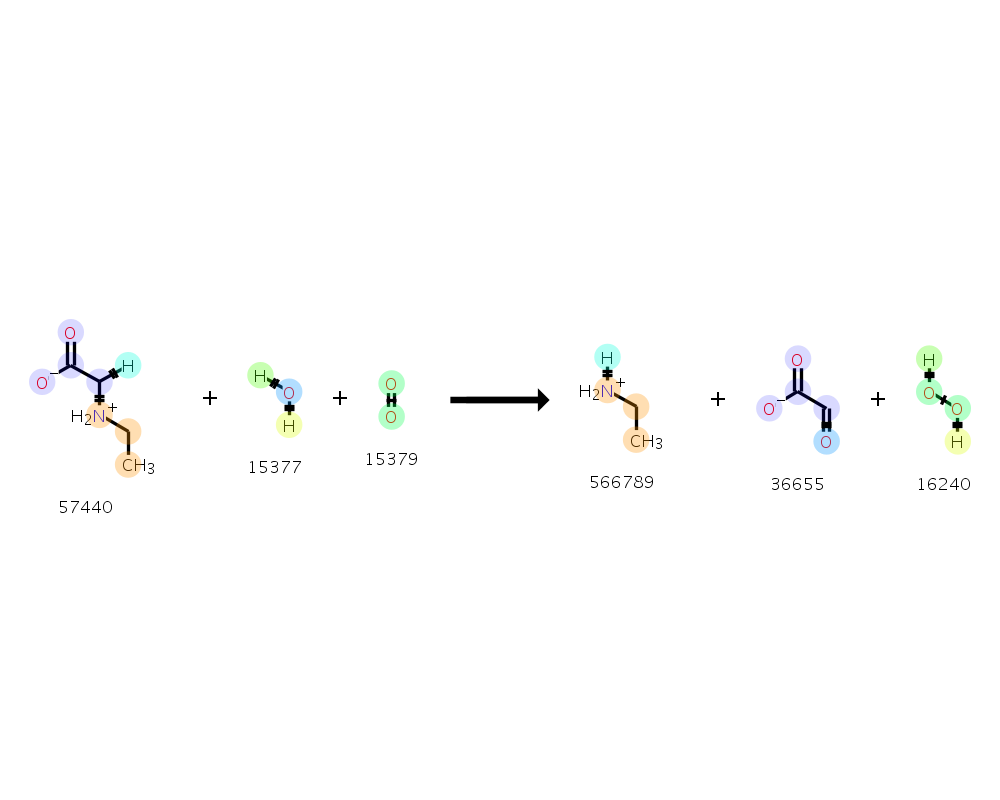 O
O⁻ H
H₂N⁺
CH₃
57440
+
H O
H
15377
+
O
O
15379
H
H₂N⁺
CH₃
566789
+
O
O⁻
O
36655
+
H
O O
H
16240